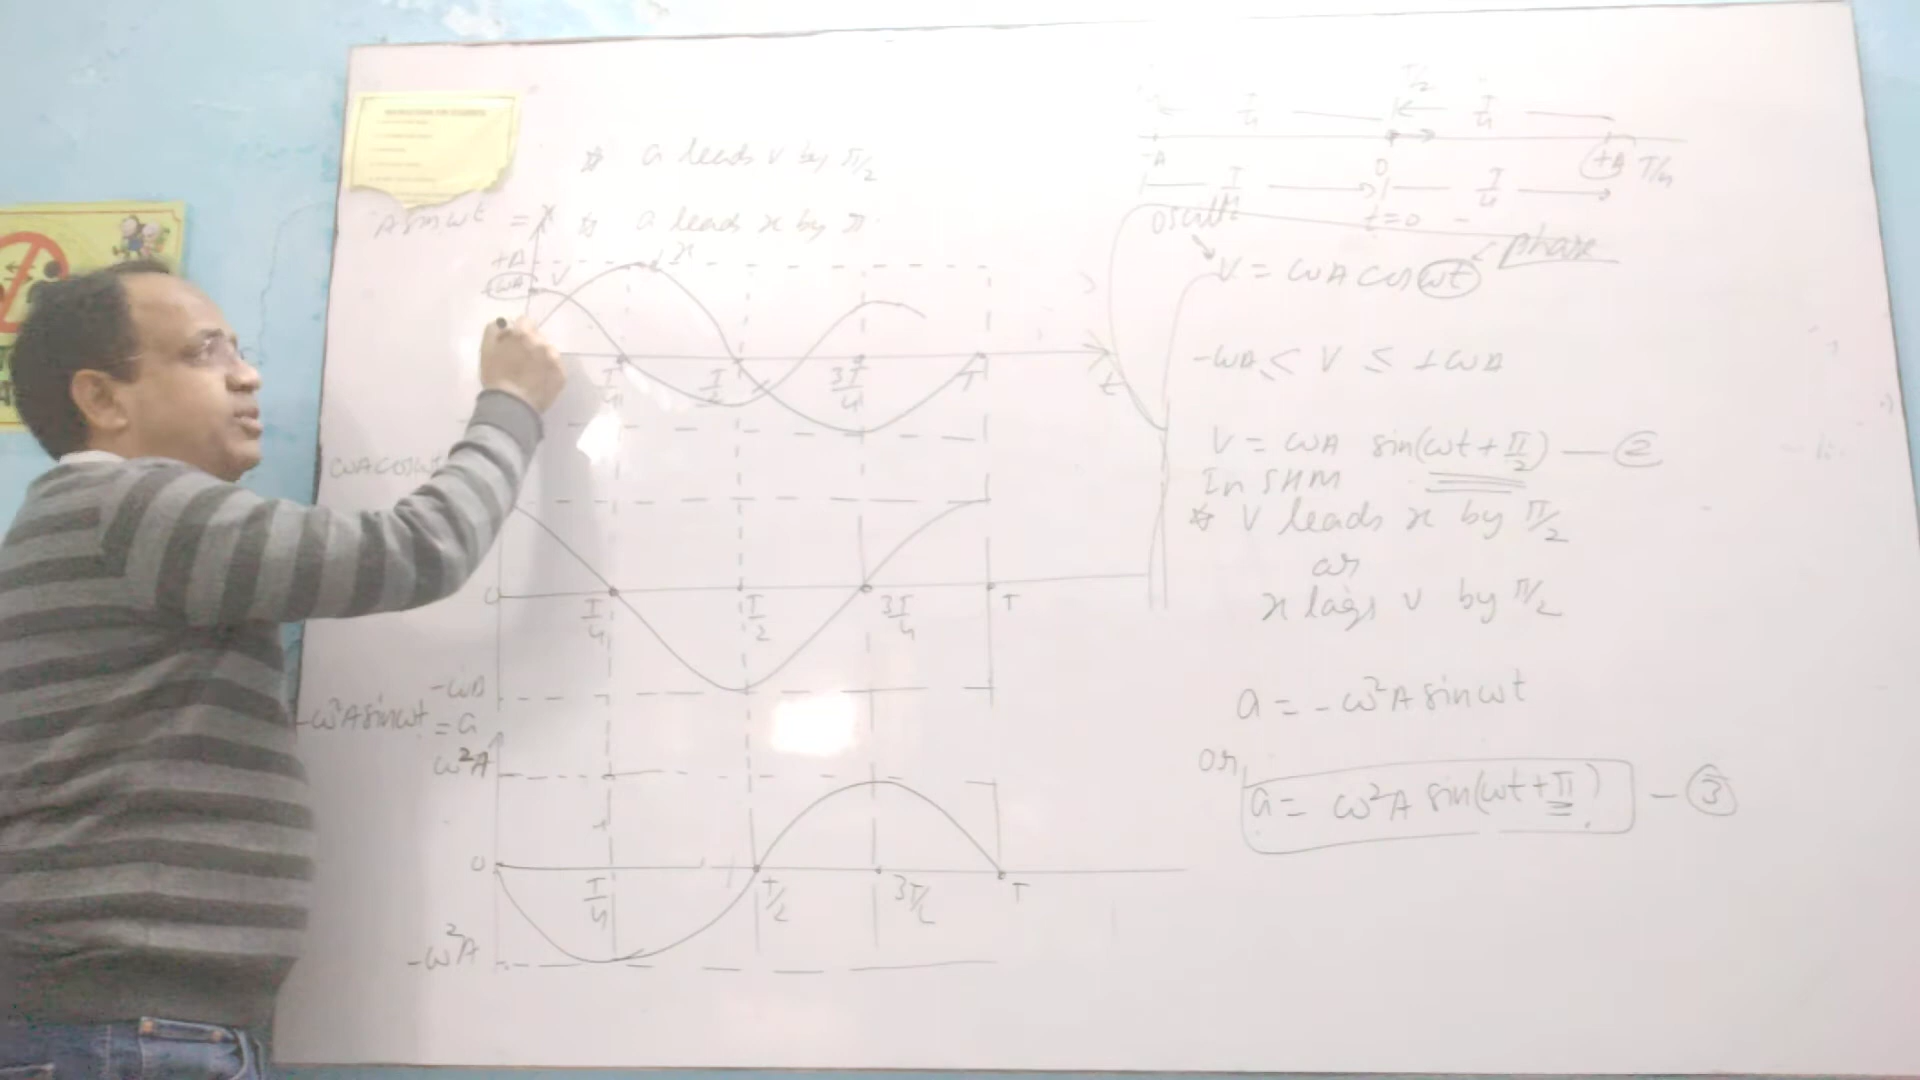 ☆ a leads v by π/2
A sin ωt = x ☆ a leads x by π
+A x
+ωA V
T/4 T/2 3T/4 T t
ωA cos ωt
0 T/4 T/2 3T/4 T
-ωA
-ω²A sin ωt = a
ω²A
0 T/4 T/2 3T/2 T
-ω²A
T/2
T/4 T/4
-A 0 +A T/4
T/4 T/4
t=0
phase
V = ωA cos ωt
-ωA ≤ V ≤ +ωA
V = ωA sin(ωt + π/2) — ②
In SHM
☆ V leads x by π/2
or
x lags v by π/2
a = -ω²A sin ωt
or
a = ω²A sin(ωt + π) — ③